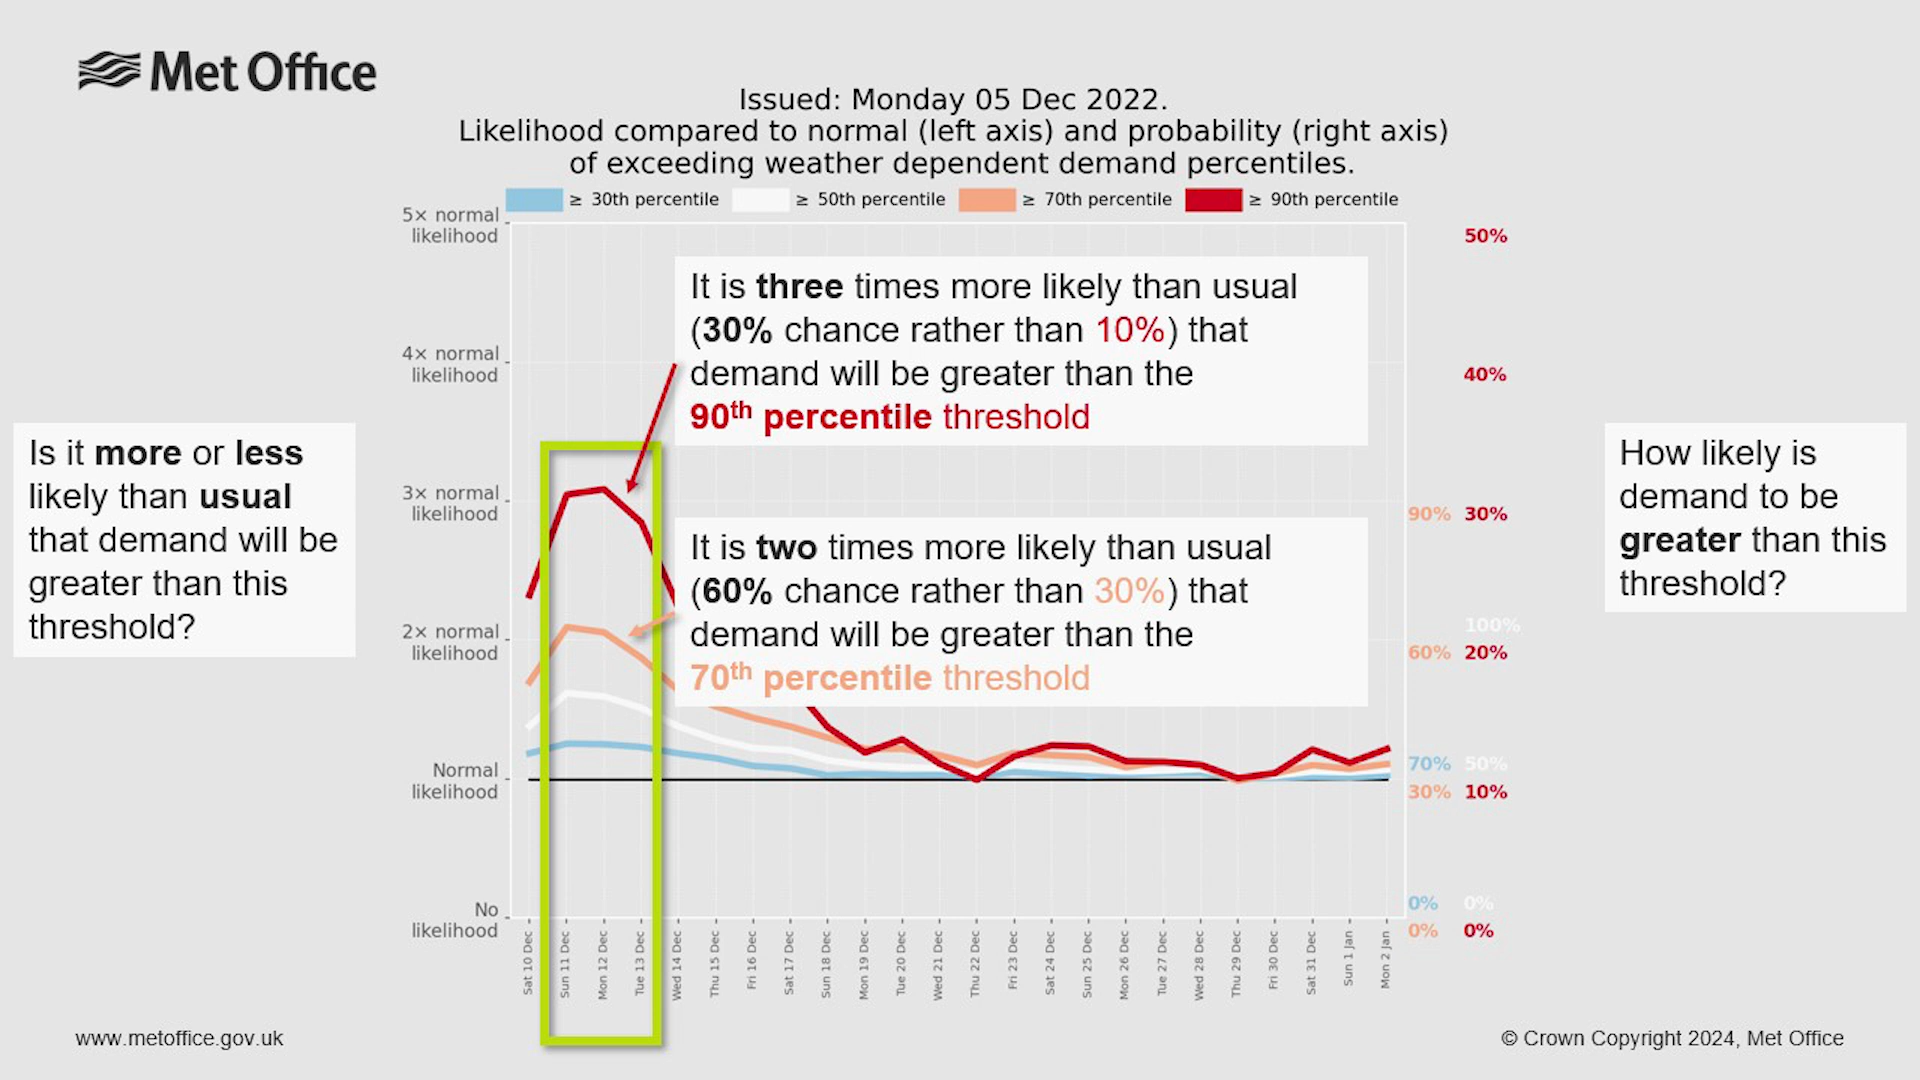 Met Office
Issued: Monday 05 Dec 2022.
Likelihood compared to normal (left axis) and probability (right axis)
of exceeding weather dependent demand percentiles.
≥ 30th percentile
≥ 50th percentile
≥ 70th percentile
≥ 90th percentile
5× normal
likelihood
4× normal
likelihood
3× normal
likelihood
2× normal
likelihood
Normal
likelihood
No
likelihood
Is it more or less
likely than usual
that demand will be
greater than this
threshold?
It is three times more likely than usual
(30% chance rather than 10%) that
demand will be greater than the
90th percentile threshold
It is two times more likely than usual
(60% chance rather than 30%) that
demand will be greater than the
70th percentile threshold
50%
40%
90% 30%
100%
60% 20%
70% 50%
30% 10%
0% 0%
0% 0%
How likely is
demand to be
greater than this
threshold?
Sat 10 Dec
Sun 11 Dec
Mon 12 Dec
Tue 13 Dec
Wed 14 Dec
Thu 15 Dec
Fri 16 Dec
Sat 17 Dec
Sun 18 Dec
Mon 19 Dec
Tue 20 Dec
Wed 21 Dec
Thu 22 Dec
Fri 23 Dec
Sat 24 Dec
Sun 25 Dec
Mon 26 Dec
Tue 27 Dec
Wed 28 Dec
Thu 29 Dec
Fri 30 Dec
Sat 31 Dec
Sun 1 Jan
Mon 2 Jan
www.metoffice.gov.uk
© Crown Copyright 2024, Met Office